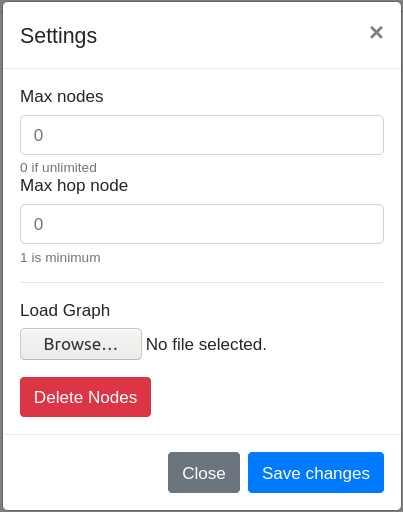 Settings
×
Max nodes
0
0 if unlimited
Max hop node
0
1 is minimum
Load Graph
Browse... No file selected.
Delete Nodes
Close Save changes